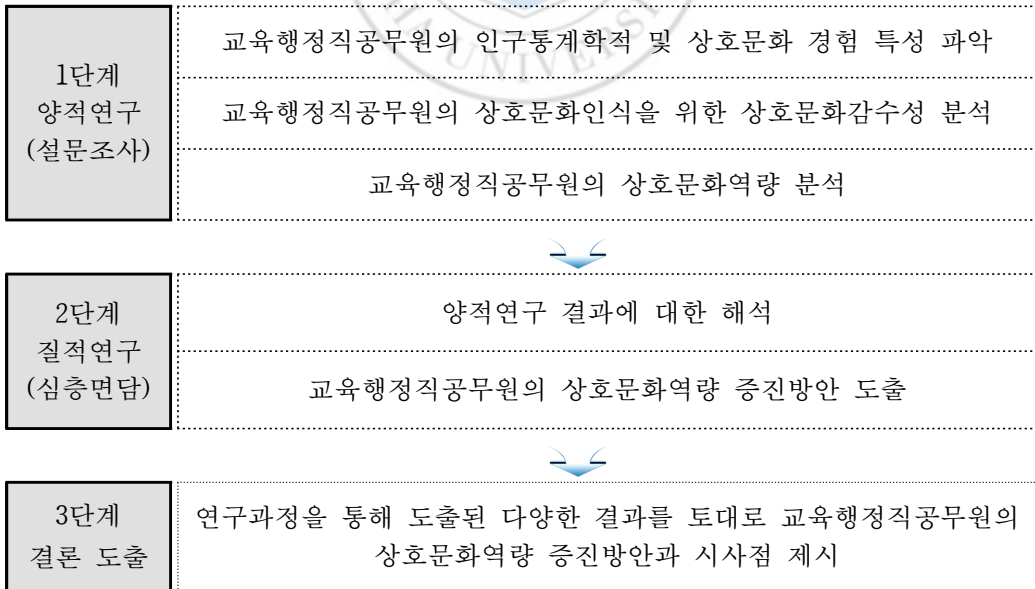 교육행정직공무원의 인구통계학적 및 상호문화 경험 특성 파악
1단계
양적연구
(설문조사)
교육행정직공무원의 상호문화인식을 위한 상호문화감수성 분석
교육행정직공무원의 상호문화역량 분석
2단계
질적연구
(심층면담)
양적연구 결과에 대한 해석
교육행정직공무원의 상호문화역량 증진방안 도출
3단계
결론 도출
연구과정을 통해 도출된 다양한 결과를 토대로 교육행정직공무원의
상호문화역량 증진방안과 시사점 제시
UNIVER